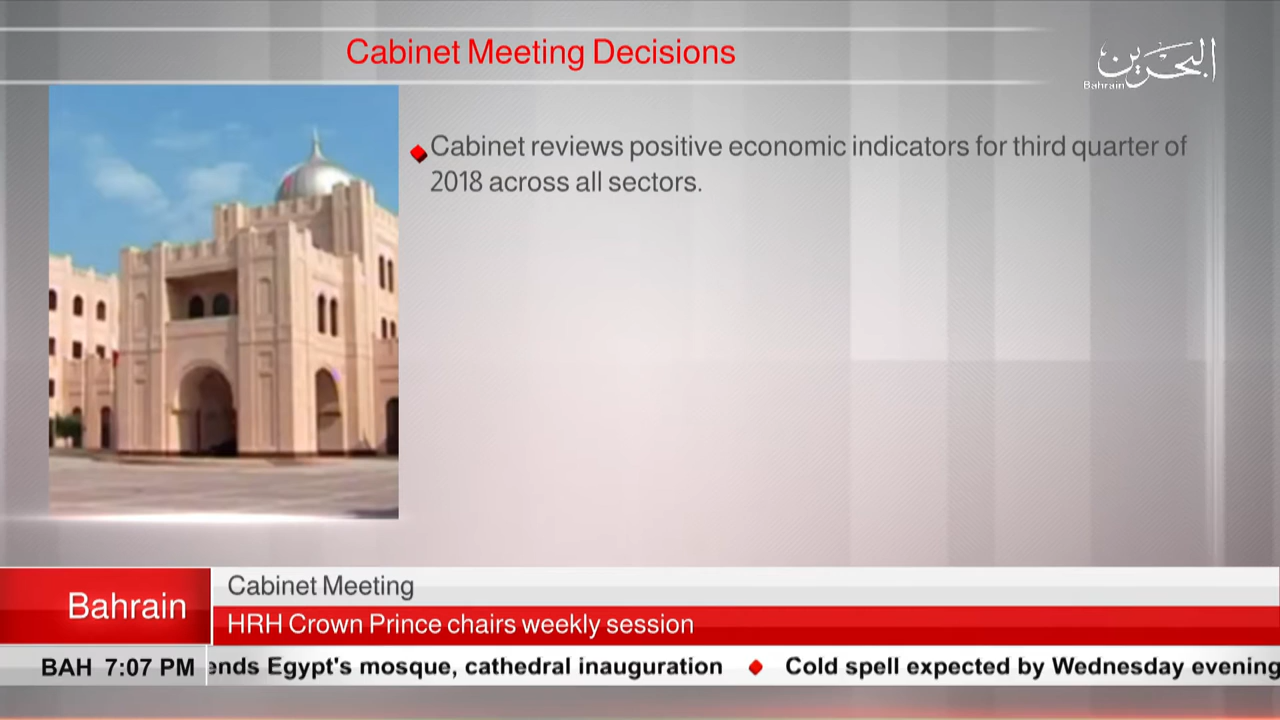 Cabinet Meeting Decisions
البحرين
Bahrain
Cabinet reviews positive economic indicators for third quarter of
2018 across all sectors.
Bahrain
Cabinet Meeting
HRH Crown Prince chairs weekly session
BAH 7:07 PM
ends Egypt's mosque, cathedral inauguration
Cold spell expected by Wednesday evening